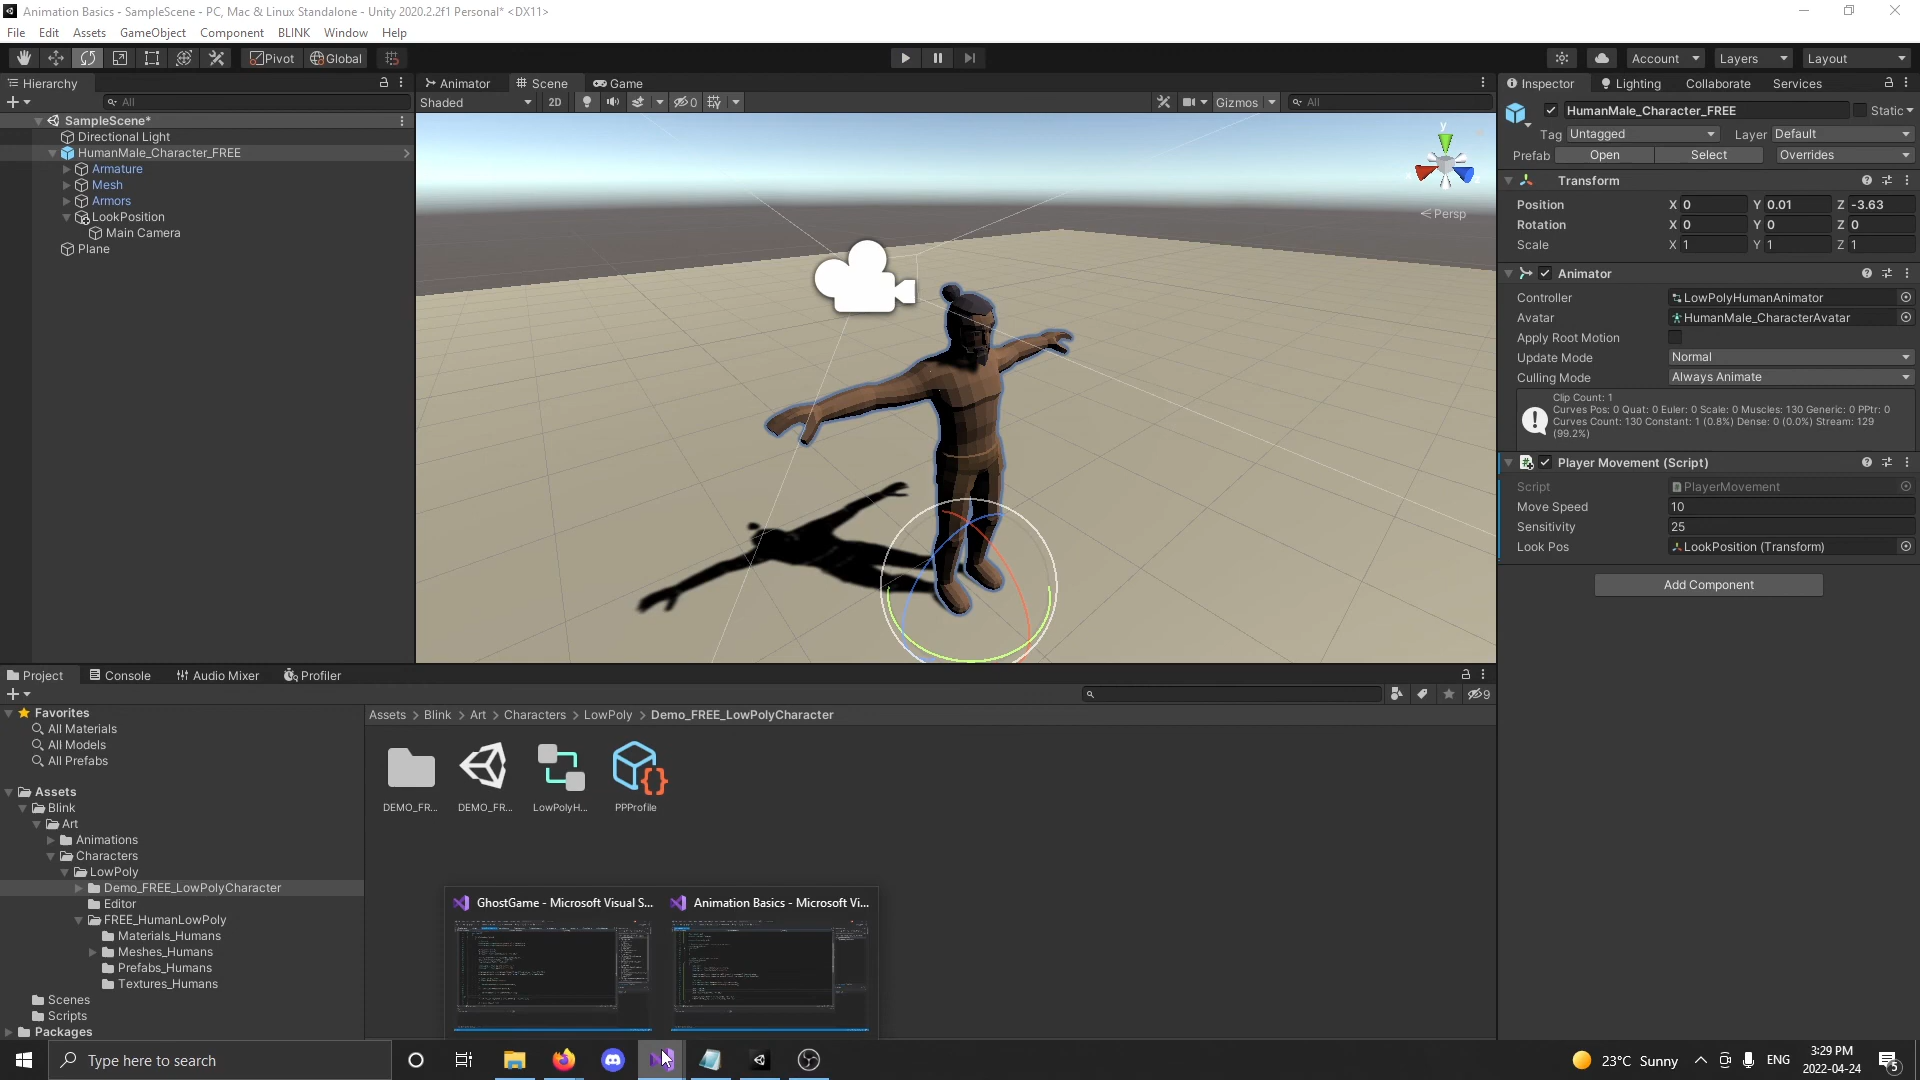 Animation Basics - SampleScene - PC, Mac & Linux Standalone - Unity 2020.2.2f1 Personal* <DX11>
File Edit Assets GameObject Component BLINK Window Help
Pivot Global Account Layers Layout
Hierarchy
All
SampleScene*
Directional Light
HumanMale_Character_FREE
Armature
Mesh
Armors
LookPosition
Main Camera
Plane
Animator Scene Game
Shaded 2D 0 Gizmos All
y
Persp
Inspector Lighting Collaborate Services
HumanMale_Character_FREE Static
Tag Untagged Layer Default
Prefab Open Select Overrides
Transform
Position X 0 Y 0.01 Z -3.63
Rotation X 0 Y 0 Z 0
Scale X 1 Y 1 Z 1
Animator
Controller LowPolyHumanAnimator
Avatar HumanMale_CharacterAvatar
Apply Root Motion
Update Mode Normal
Culling Mode Always Animate
Clip Count: 1
Curves Pos: 0 Quat: 0 Euler: 0 Scale: 0 Muscles: 130 Generic: 0 PPtr: 0
Curves Count: 130 Constant: 1 (0.8%) Dense: 0 (0.0%) Stream: 129
(99.2%)
Player Movement (Script)
Script PlayerMovement
Move Speed 10
Sensitivity 25
Look Pos LookPosition (Transform)
Add Component
Project Console Audio Mixer Profiler
9
Favorites
All Materials
All Models
All Prefabs
Assets
Blink
Art
Animations
Characters
LowPoly
Demo_FREE_LowPolyCharacter
Editor
FREE_HumanLowPoly
Materials_Humans
Meshes_Humans
Prefabs_Humans
Textures_Humans
Scenes
Scripts
Packages
Assets > Blink > Art > Characters > LowPoly > Demo_FREE_LowPolyCharacter
DEMO_FR... DEMO_FR... LowPolyH... PPProfile
GhostGame - Microsoft Visual S... Animation Basics - Microsoft Vi...
Type here to search
23°C Sunny ENG
3:29 PM
2022-04-24
5